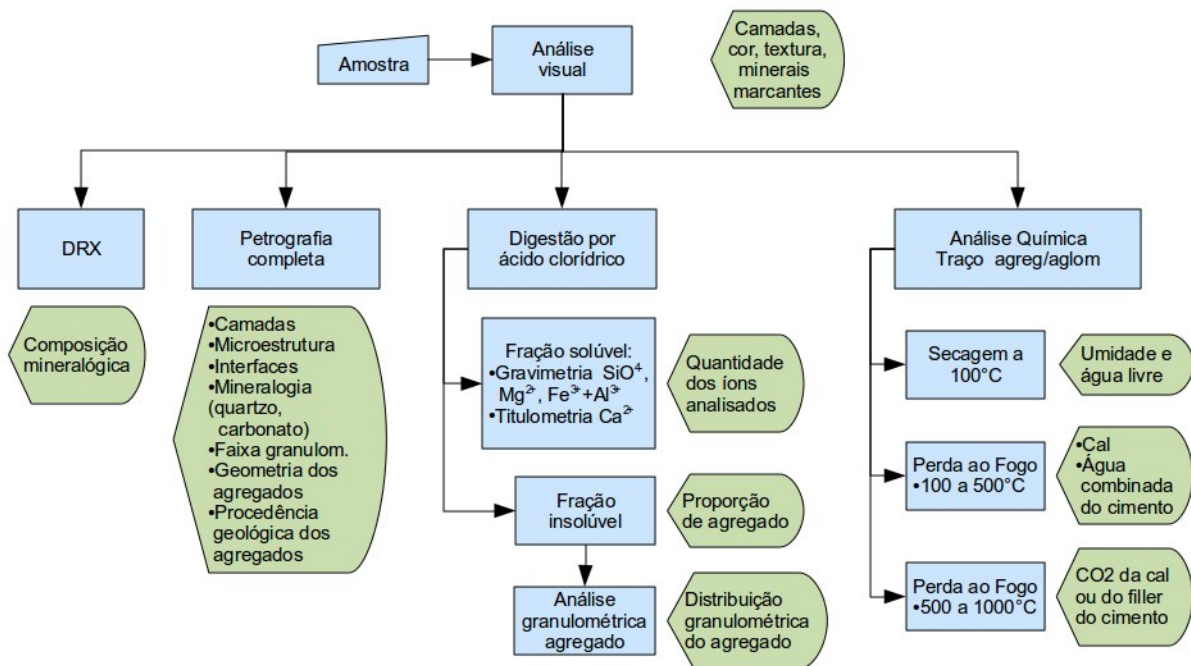 Amostra
Análise
visual
Camadas,
cor, textura,
minerais
marcantes
DRX
Composição
mineralógica
Petrografia
completa
•Camadas
•Microestrutura
•Interfaces
•Mineralogia
(quartzo,
carbonato)
•Faixa granulom.
•Geometria dos
agregados
•Procedência
geológica dos
agregados
Digestão por
ácido clorídrico
Fração solúvel:
•Gravimetria SiO⁴,
Mg²⁺, Fe³⁺+Al³⁺
•Titulometria Ca²⁺
Quantidade
dos íons
analisados
Fração
insolúvel
Proporção
de agregado
Análise
granulométrica
agregado
Distribuição
granulométrica
do agregado
Análise Química
Traço agreg/aglom
Secagem a
100°C
Umidade e
água livre
Perda ao Fogo
•100 a 500°C
•Cal
•Água
combinada
do cimento
Perda ao Fogo
•500 a 1000°C
CO2 da cal
ou do filler
do cimento